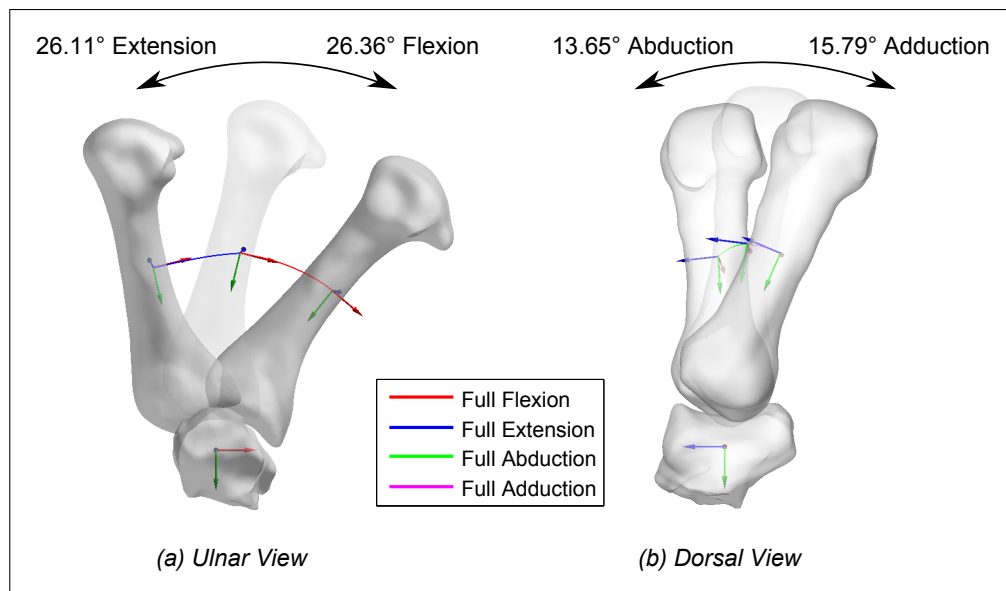 26.11° Extension
26.36° Flexion
13.65° Abduction
15.79° Adduction
Full Flexion
Full Extension
Full Abduction
Full Adduction
(a) Ulnar View
(b) Dorsal View